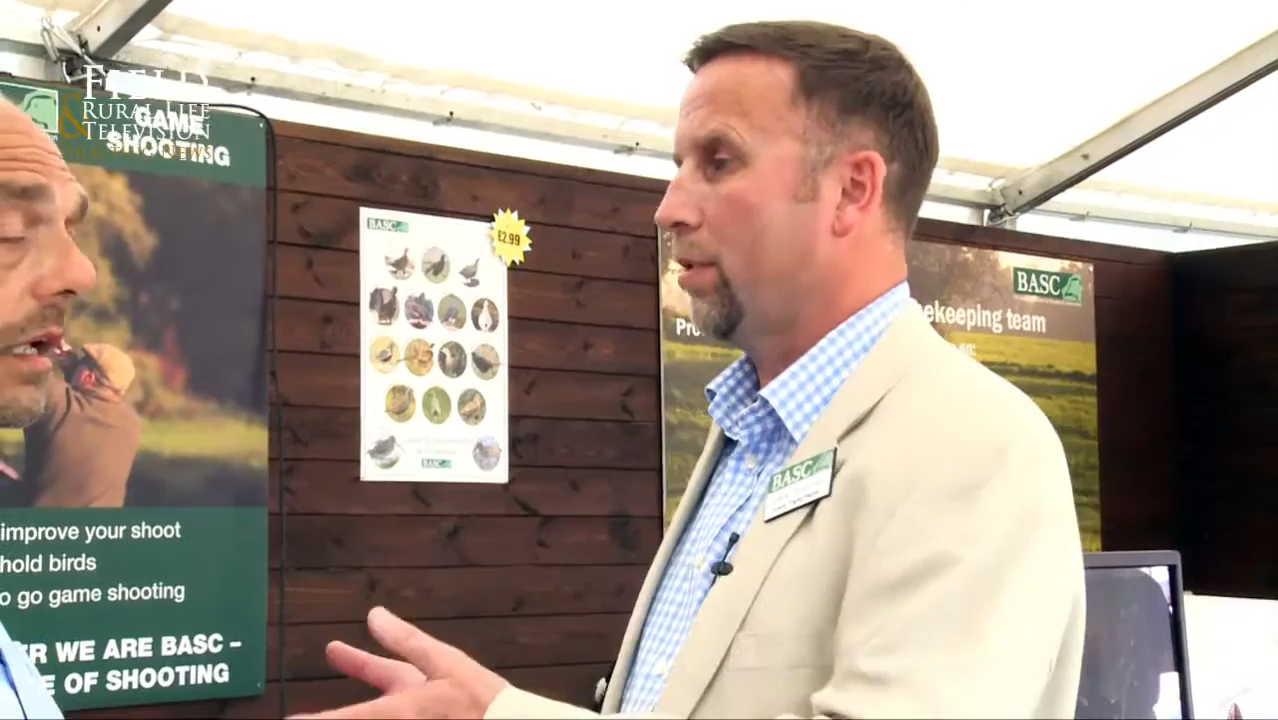 FIELD
& RURAL LIFE
TELEVISION
GAME
SHOOTING
BASC
£2.99
BASC
BASC
ekeeping team
Pro
BASC
improve your shoot
hold birds
o go game shooting
ER WE ARE BASC –
E OF SHOOTING